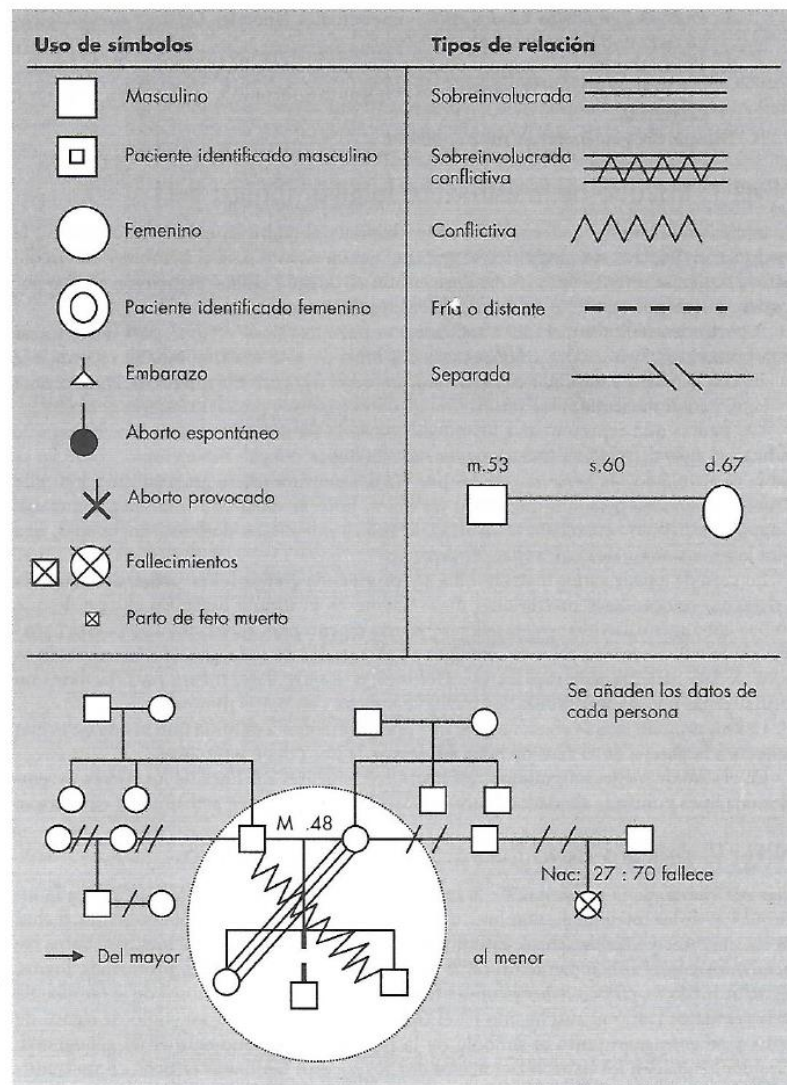 Uso de símbolos
Masculino
Paciente identificado masculino
Femenino
Paciente identificado femenino
Embarazo
Aborto espontáneo
Aborto provocado
Fallecimientos
Parto de feto muerto
Tipos de relación
Sobreinvolucrada
Sobreinvolucrada
conflictiva
Conflictiva
Fría o distante
Separada
m.53 s.60 d.67
Se añaden los datos de
cada persona
M .48
Nac: 27 : 70 fallece
Del mayor
al menor